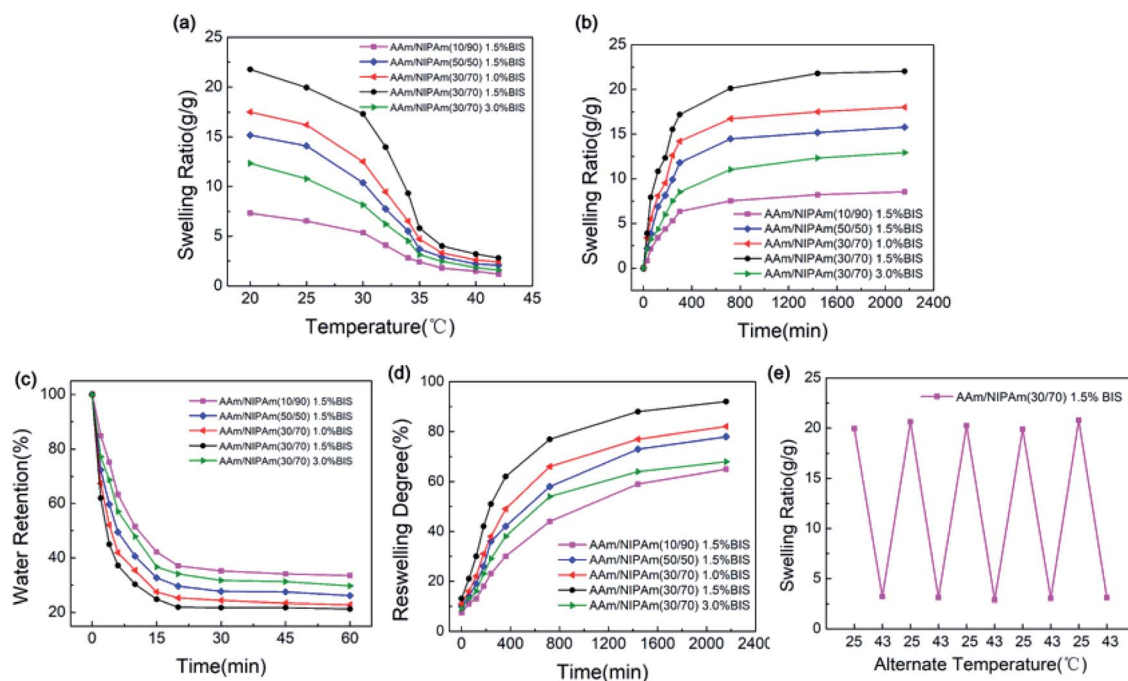 (a)
25
20
15
10
5
0
Swelling Ratio(g/g)
AAm/NIPAm(10/90) 1.5%BIS
AAm/NIPAm(50/50) 1.5%BIS
AAm/NIPAm(30/70) 1.0%BIS
AAm/NIPAm(30/70) 1.5%BIS
AAm/NIPAm(30/70) 3.0%BIS
20 25 30 35 40 45
Temperature(℃)
(b)
25
20
15
10
5
0
Swelling Ratio(g/g)
AAm/NIPAm(10/90) 1.5%BIS
AAm/NIPAm(50/50) 1.5%BIS
AAm/NIPAm(30/70) 1.0%BIS
AAm/NIPAm(30/70) 1.5%BIS
AAm/NIPAm(30/70) 3.0%BIS
0 400 800 1200 1600 2000 2400
Time(min)
(c)
100
80
60
40
20
Water Retention(%)
AAm/NIPAm(10/90) 1.5%BIS
AAm/NIPAm(50/50) 1.5%BIS
AAm/NIPAm(30/70) 1.0%BIS
AAm/NIPAm(30/70) 1.5%BIS
AAm/NIPAm(30/70) 3.0%BIS
0 15 30 45 60
Time(min)
(d)
100
80
60
40
20
0
Reswelling Degree(%)
AAm/NIPAm(10/90) 1.5%BIS
AAm/NIPAm(50/50) 1.5%BIS
AAm/NIPAm(30/70) 1.0%BIS
AAm/NIPAm(30/70) 1.5%BIS
AAm/NIPAm(30/70) 3.0%BIS
0 400 800 1200 1600 2000 2400
Time(min)
(e)
25
20
15
10
5
0
Swelling Ratio(g/g)
AAm/NIPAm(30/70) 1.5% BIS
25 43 25 43 25 43 25 43 25 43
Alternate Temperature(℃)